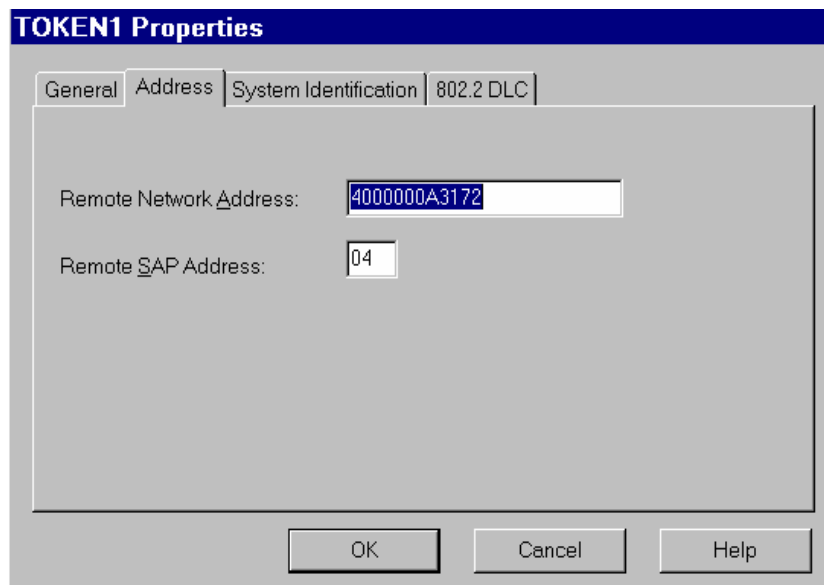 TOKEN1 Properties
General Address System Identification 802.2 DLC
Remote Network Address: 4000000A3172
Remote SAP Address: 04
OK Cancel Help